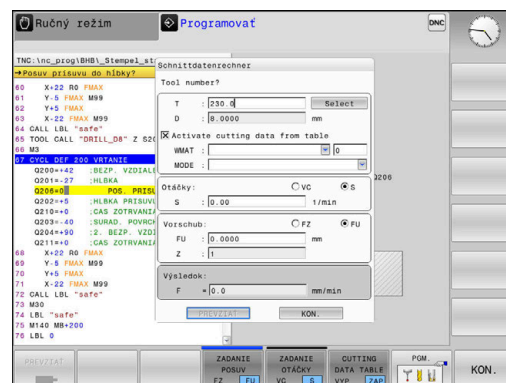 Ručný režim
Programovať
DNC
TNC:\nc_prog\BHB\_Stempel_st
→Posuv prísuvu do hĺbky?
60 X+22 R0 FMAX
61 Y-5 FMAX M99
62 Y+5 FMAX
63 X-22 FMAX M99
64 CALL LBL "safe"
65 TOOL CALL "DRILL_D8" Z S20
66 M3
67 CYCL DEF 200 VRTANIE
Q200=+42 ;BEZP. VZDIALE
Q201=-27 ;HLBKA
Q206=0 POS. PRISU
Q202=+5 ;HLBKA PRISUVU
Q210=+0 ;CAS ZOTRVANIA
Q203=-40 ;SURAD. POVRCH
Q204=+90 ;2. BEZP. VZDI
Q211=+0 ;CAS ZOTRVANIA
68 X+22 R0 FMAX
69 Y-5 FMAX M99
70 Y+5 FMAX
71 X-22 FMAX M99
72 CALL LBL "safe"
73 M30
74 LBL "safe"
75 M140 MB+200
76 LBL 0
Schnittdatenrechner
Tool number?
T : 230.0 Select
D : 8.0000 mm
Activate cutting data from table
WMAT : 0
MODE :
Otáčky: VC S
S : 0.00 1/min
Vorschub: FZ FU
FU : 0.0000 mm
Z : 1
Výsledok:
F = 0.0 mm/min
PREVZIAŤ KON.
Q206
PREVZIAŤ
ZADANIE POSUV
FZ FU
ZADANIE OTÁČKY
VC S
CUTTING DATA TABLE
VYP ZAP
PGM.
KON.